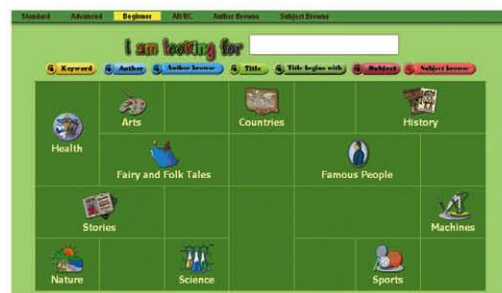 Standard Advanced Beginner AR/RC Author Browse Subject Browse
I am looking for
Keyword Author Author browse Title Title begins with Subject Subject browse
Arts Countries History
Health
Fairy and Folk Tales Famous People
Stories Machines
Nature Science Sports